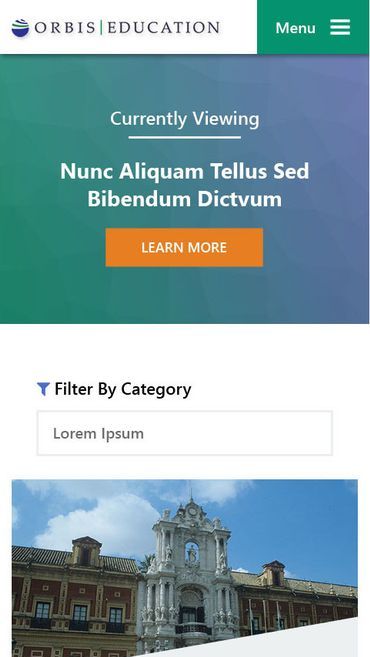 ORBIS|EDUCATION
Menu
Currently Viewing
Nunc Aliquam Tellus Sed
Bibendum Dictvum
LEARN MORE
Filter By Category
Lorem Ipsum